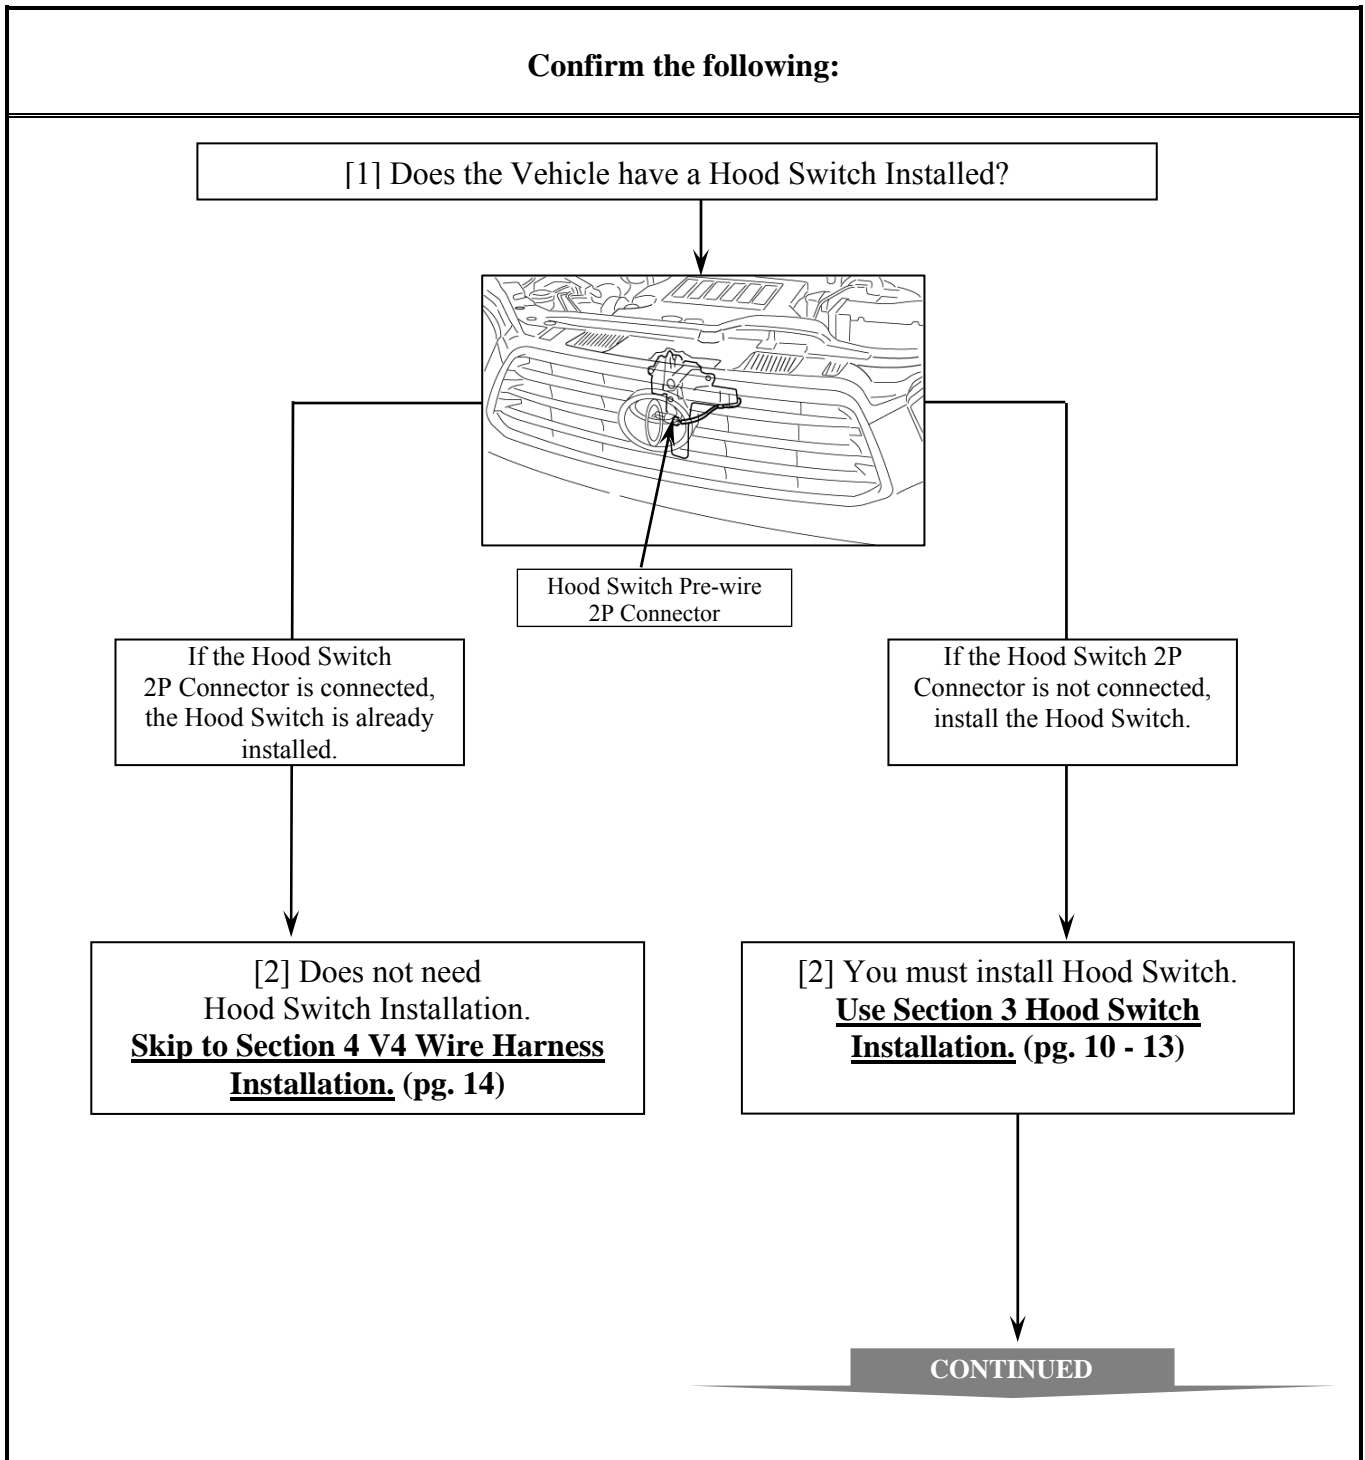 Confirm the following:
[1] Does the Vehicle have a Hood Switch Installed?
Hood Switch Pre-wire
2P Connector
If the Hood Switch
2P Connector is connected,
the Hood Switch is already
installed.
If the Hood Switch 2P
Connector is not connected,
install the Hood Switch.
[2] Does not need
Hood Switch Installation.
Skip to Section 4 V4 Wire Harness
Installation. (pg. 14)
[2] You must install Hood Switch.
Use Section 3 Hood Switch
Installation. (pg. 10 - 13)
CONTINUED